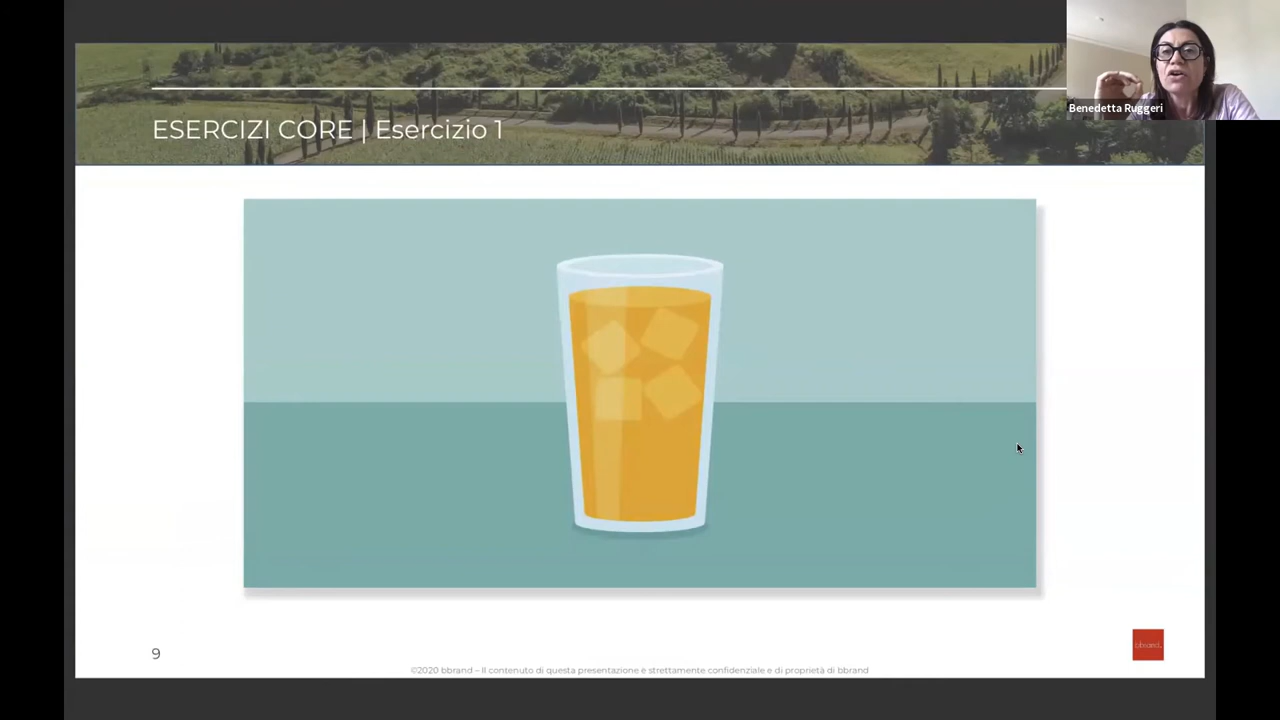 Benedetta Ruggeri
ESERCIZI CORE | Esercizio 1
9
bbrand.
©2020 bbrand – Il contenuto di questa presentazione è strettamente confidenziale e di proprietà di bbrand